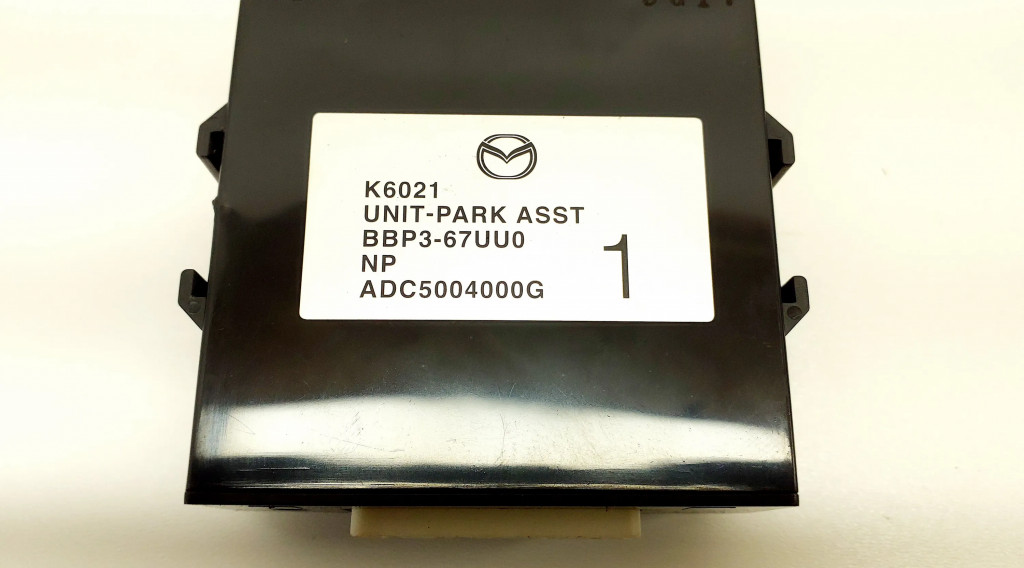 K6021
UNIT-PARK ASST
BBP3-67UU0
NP
ADC5004000G
1